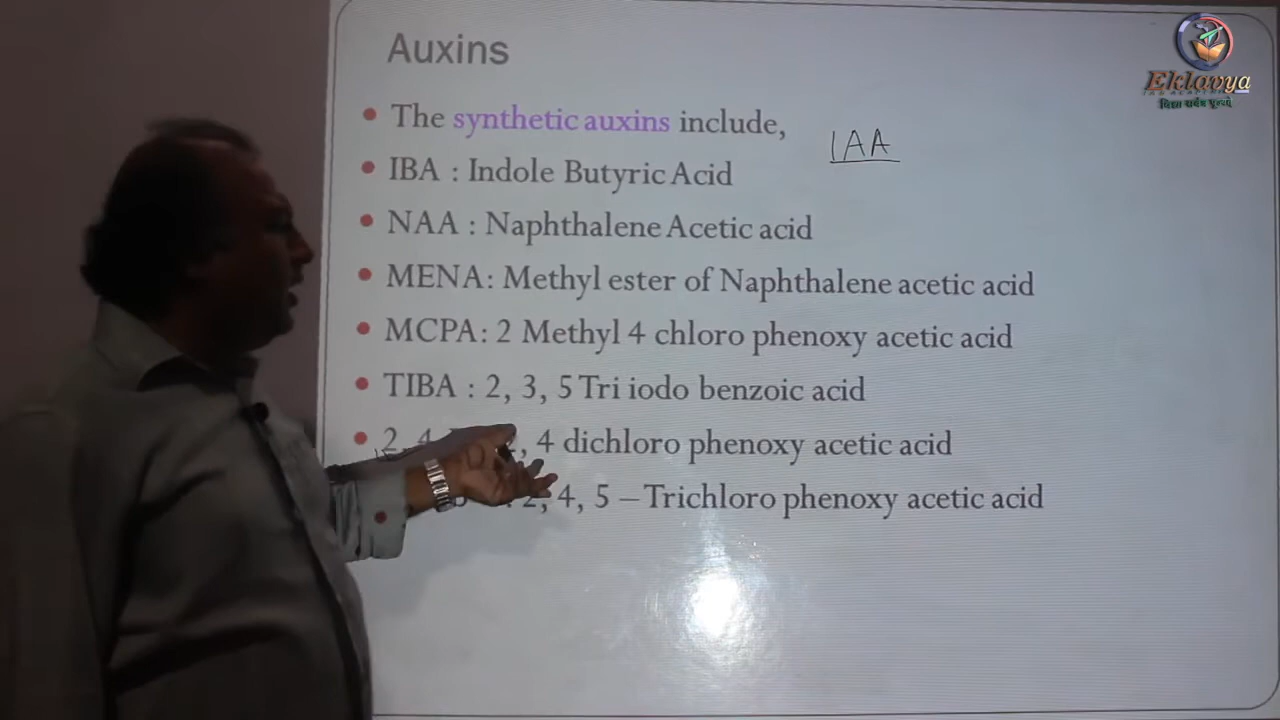 Auxins
The synthetic auxins include,
IAA
IBA : Indole Butyric Acid
NAA : Naphthalene Acetic acid
MENA: Methyl ester of Naphthalene acetic acid
MCPA: 2 Methyl 4 chloro phenoxy acetic acid
TIBA : 2, 3, 5 Tri iodo benzoic acid
2, 4 , 4 dichloro phenoxy acetic acid
2, 4, 5 – Trichloro phenoxy acetic acid
Eklavya